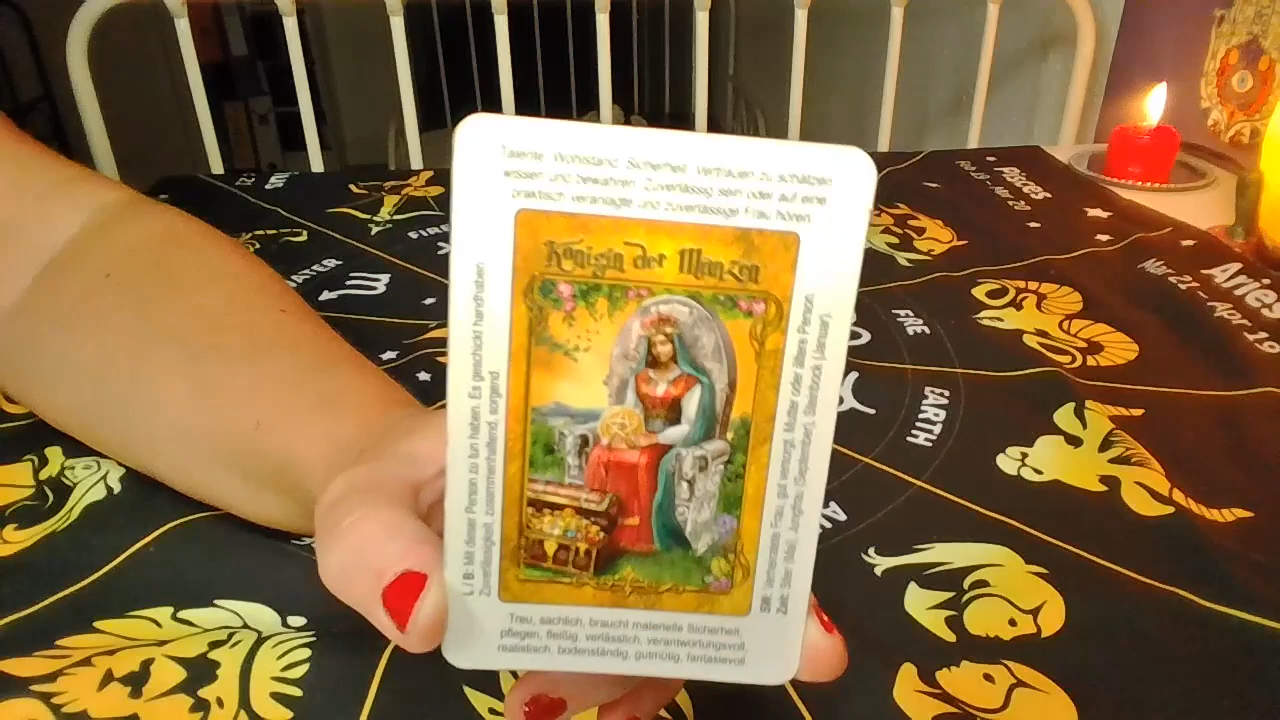 Talente, Wohlstand, Sicherheit, Vertrauen zu schätzen
wissen und bewahren. Zuverlässig sein oder auf eine
praktisch veranlagte und zuverlässige Frau hören.
Königin der Münzen
L / B: Mit dieser Person zu tun haben. Es geschickt handhaben
Zuverlässigkeit, zusammenhaltend, sorgend
Frau, gut versorgt, Mutter oder ältere Person
Zeit: Stier (Mai), Jungfrau (September), Steinbock (Januar).
Treu, sachlich, braucht materielle Sicherheit,
pflegen, fleißig, verlässlich, verantwortungsvoll,
realistisch, bodenständig, gutmütig, fantasievoll
Pisces
Feb 19 - Mar 20
Aries
Mar 21 - Apr 19
FIRE
WATER
EARTH